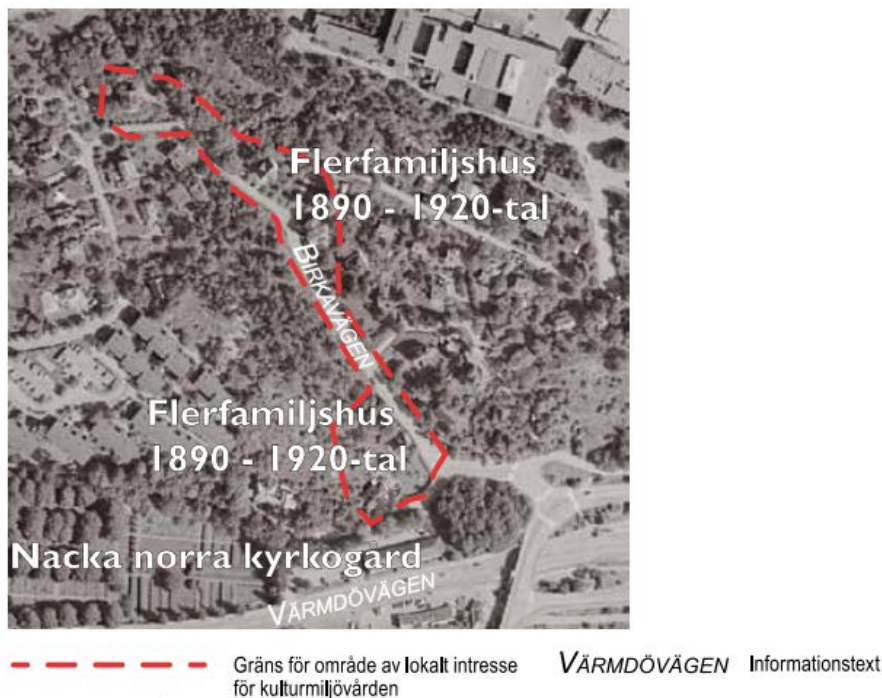 Flerfamiljshus
1890 - 1920-tal
BIRKAVÄGEN
Flerfamiljshus
1890 - 1920-tal
Nacka norra kyrkogård
VÄRMDÖVÄGEN
Gräns för område av lokalt intresse
för kulturmiljövården
VÄRMDÖVÄGEN Informationstext